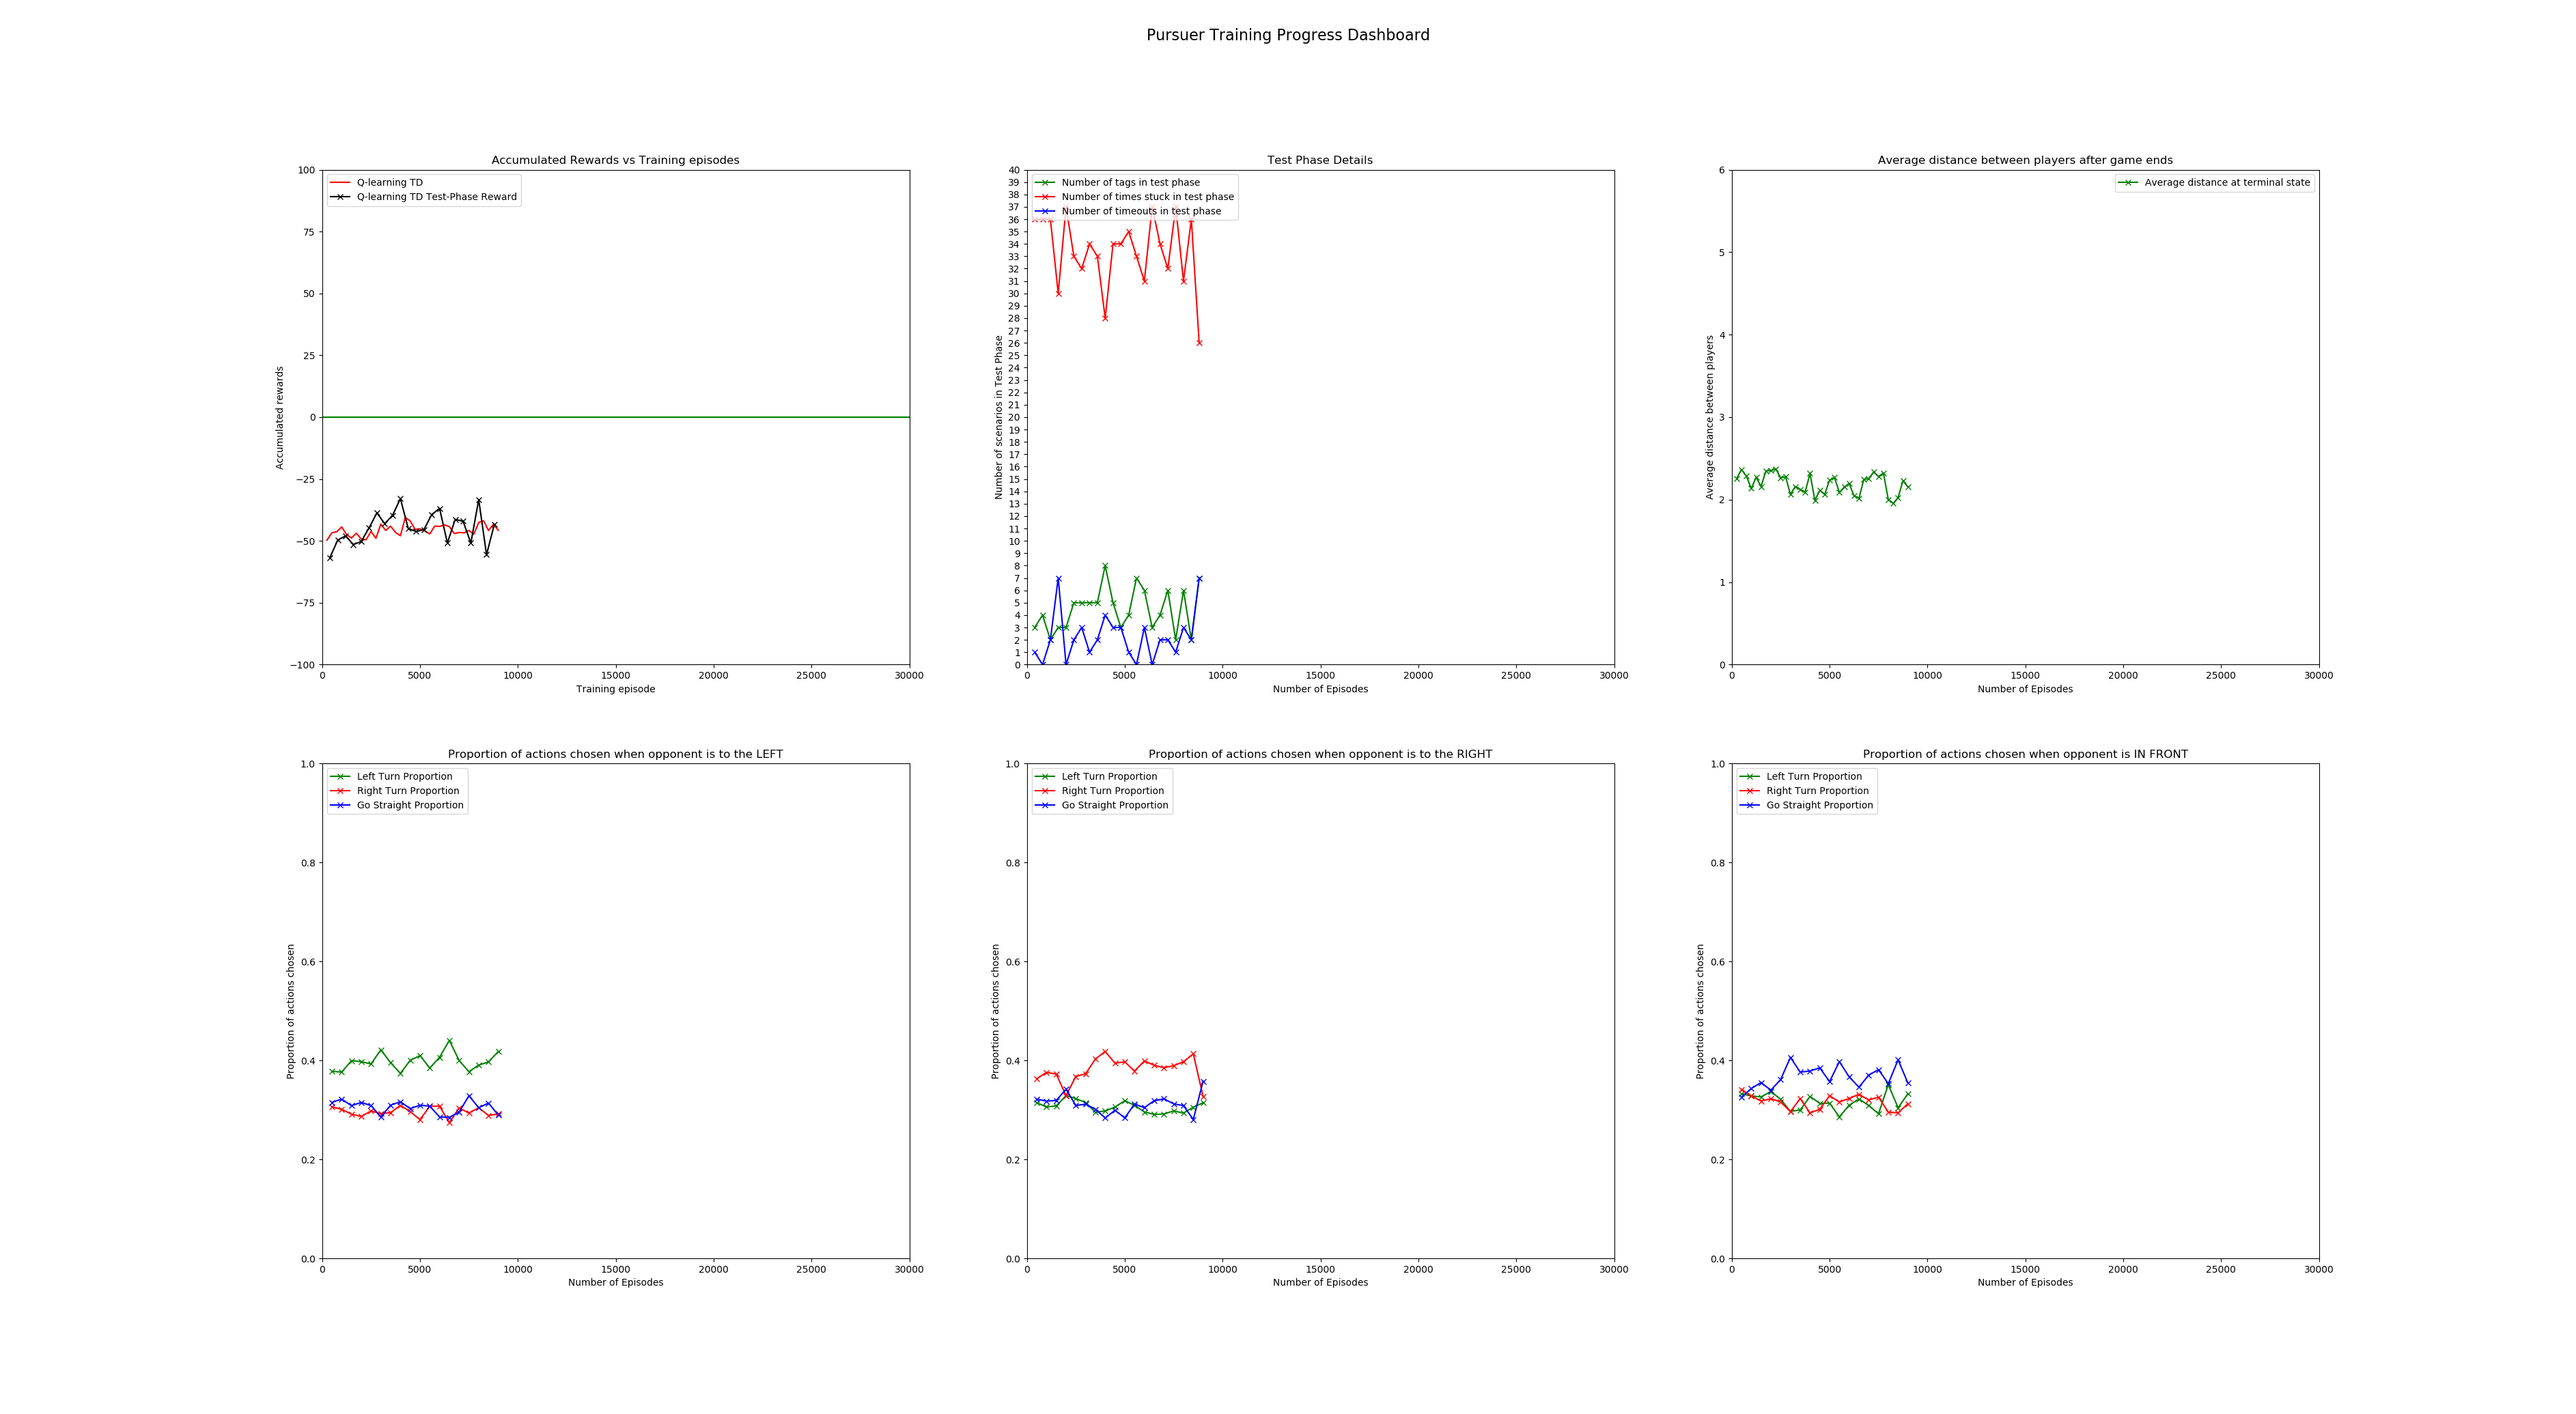 Pursuer Training Progress Dashboard
Accumulated Rewards vs Training episodes
Q-learning TD
Q-learning TD Test-Phase Reward
100
75
50
25
0
−25
−50
−75
−100
Accumulated rewards
0 5000 10000 15000 20000 25000 30000
Training episode
Test Phase Details
Number of tags in test phase
Number of times stuck in test phase
Number of timeouts in test phase
40
39
38
37
36
35
34
33
32
31
30
29
28
27
26
25
24
23
22
21
20
19
18
17
16
15
14
13
12
11
10
9
8
7
6
5
4
3
2
1
0
Number of scenarios in Test Phase
0 5000 10000 15000 20000 25000 30000
Number of Episodes
Average distance between players after game ends
Average distance at terminal state
6
5
4
3
2
1
0
Average distance between players
0 5000 10000 15000 20000 25000 30000
Number of Episodes
Proportion of actions chosen when opponent is to the LEFT
Left Turn Proportion
Right Turn Proportion
Go Straight Proportion
1.0
0.8
0.6
0.4
0.2
0.0
Proportion of actions chosen
0 5000 10000 15000 20000 25000 30000
Number of Episodes
Proportion of actions chosen when opponent is to the RIGHT
Left Turn Proportion
Right Turn Proportion
Go Straight Proportion
1.0
0.8
0.6
0.4
0.2
0.0
Proportion of actions chosen
0 5000 10000 15000 20000 25000 30000
Number of Episodes
Proportion of actions chosen when opponent is IN FRONT
Left Turn Proportion
Right Turn Proportion
Go Straight Proportion
1.0
0.8
0.6
0.4
0.2
0.0
Proportion of actions chosen
0 5000 10000 15000 20000 25000 30000
Number of Episodes